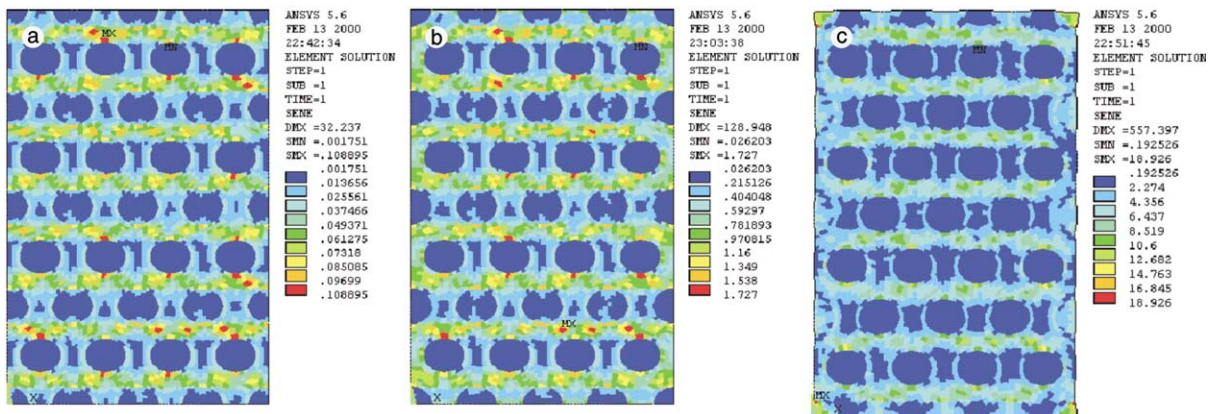 a
MX
MN
X
ANSYS 5.6
FEB 13 2000
22:42:34
ELEMENT SOLUTION
STEP=1
SUB =1
TIME=1
SENE
DMX =32.237
SMN =.001751
SMX =.108895
.001751
.013656
.025561
.037466
.049371
.061275
.07318
.085085
.09699
.108895
b
MN
MX
X
ANSYS 5.6
FEB 13 2000
23:03:38
ELEMENT SOLUTION
STEP=1
SUB =1
TIME=1
SENE
DMX =128.948
SMN =.026203
SMX =1.727
.026203
.215126
.404048
.59297
.781893
.970815
1.16
1.349
1.538
1.727
c
MN
MX
X
ANSYS 5.6
FEB 13 2000
22:51:45
ELEMENT SOLUTION
STEP=1
SUB =1
TIME=1
SENE
DMX =557.397
SMN =.192526
SMX =18.926
.192526
2.274
4.356
6.437
8.519
10.6
12.682
14.763
16.845
18.926